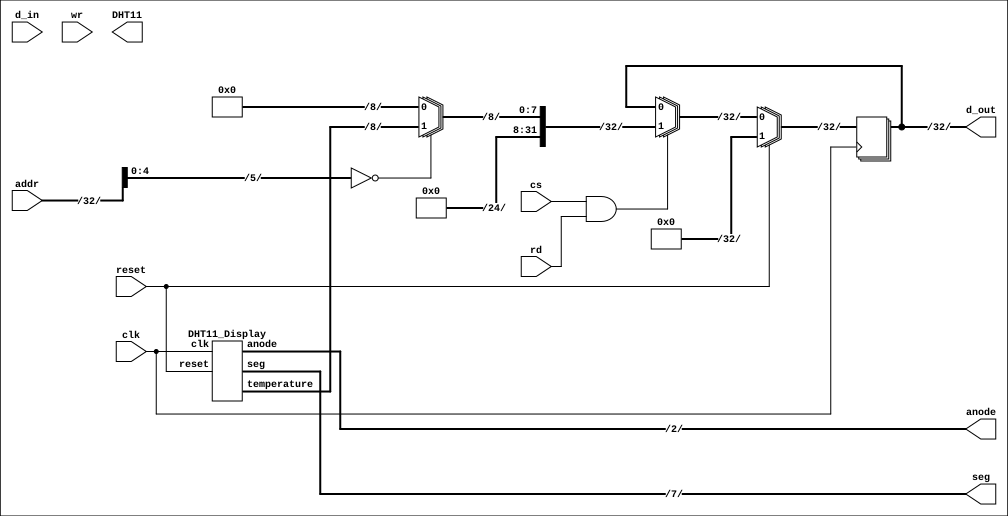 d_in
wr
DHT11
0x0
/8/
0
1
/8/
/8/
0:7
8:31
/32/
0
1
/32/
0
1
/32/
d_out
/32/
addr
0:4
/5/
/32/
0x0
/24/
cs
rd
0x0
/32/
reset
clk
DHT11_Display
clk
anode
reset
seg
temperature
anode
/2/
seg
/7/